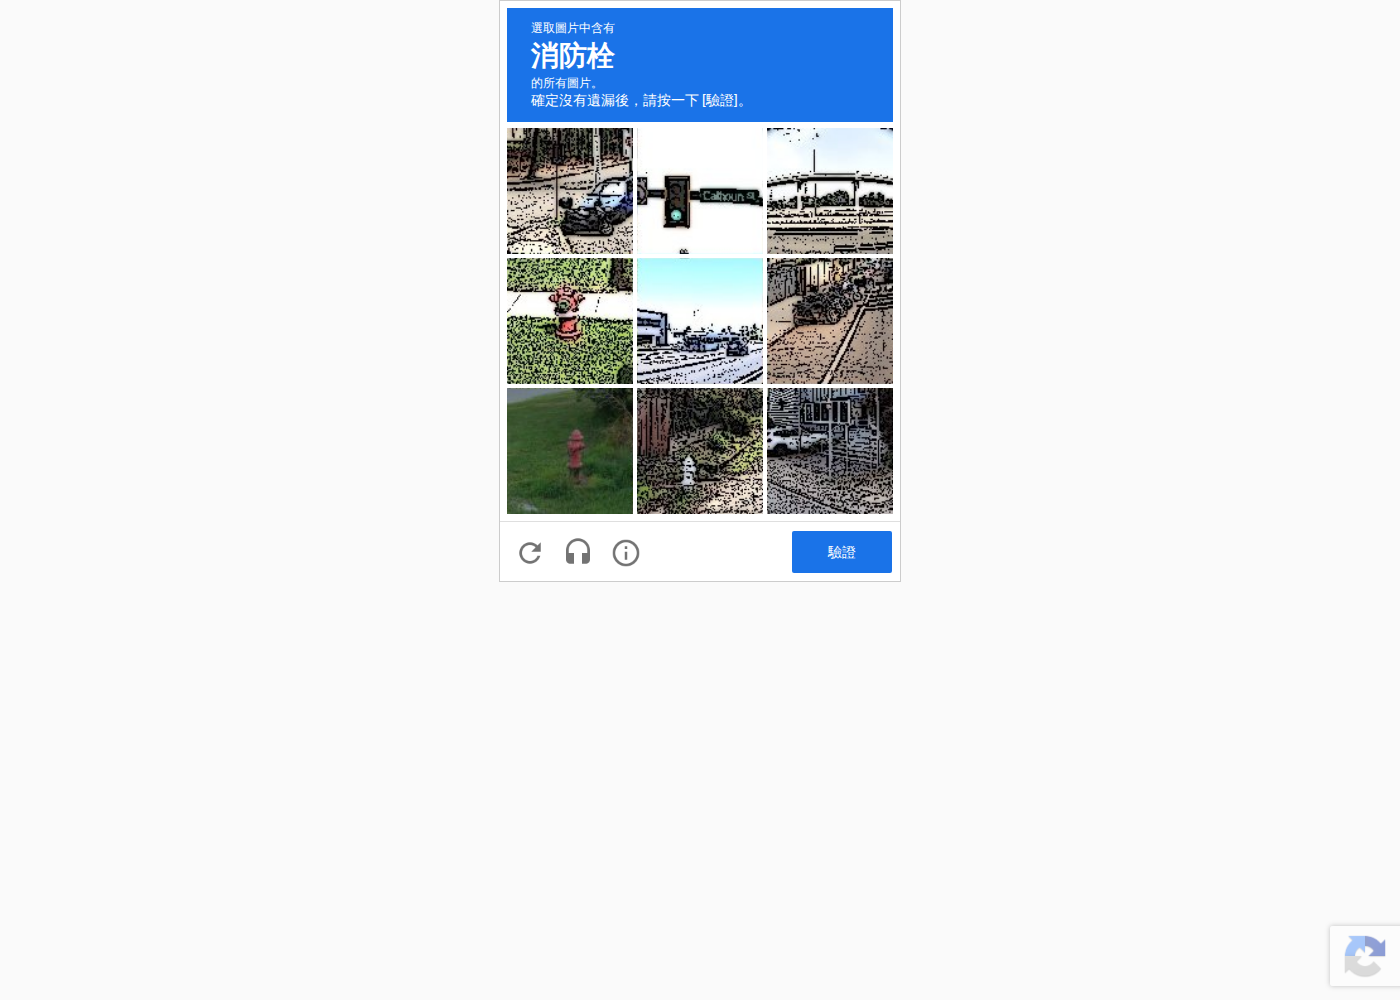 選取圖片中含有
消防栓
的所有圖片。
確定沒有遺漏後，請按一下 [驗證]。
Calhoun St
驗證